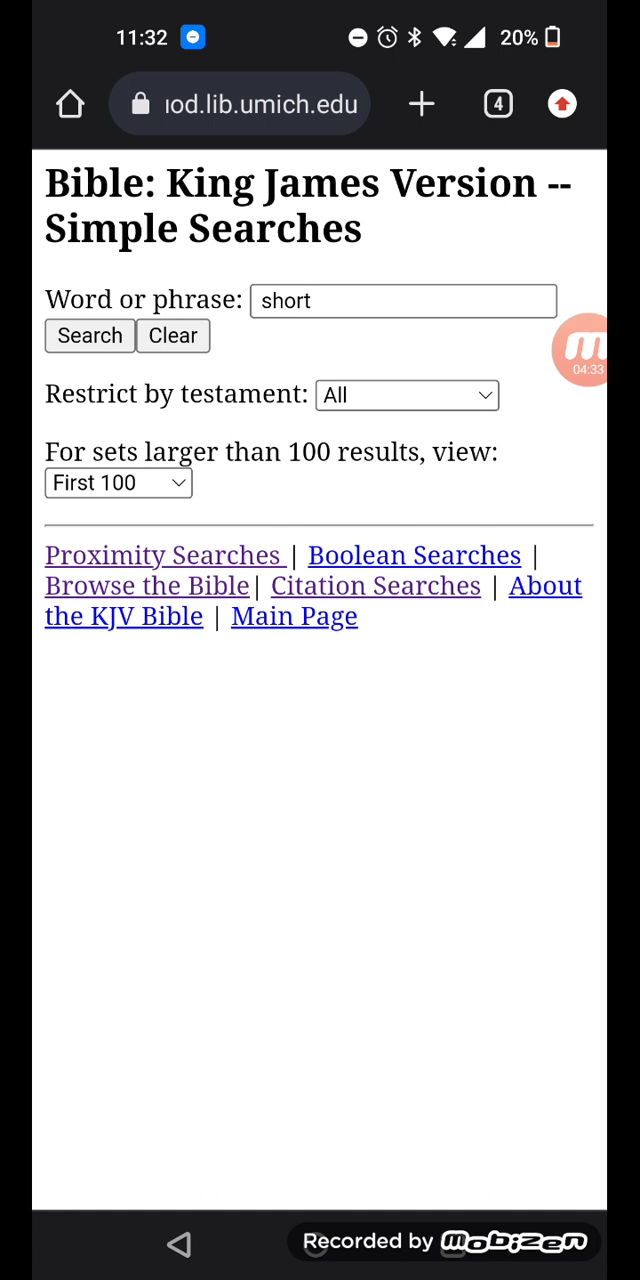 11:32 20%
10d.lib.umich.edu 4
Bible: King James Version --
Simple Searches
Word or phrase: short
Search Clear
04:33
Restrict by testament: All
For sets larger than 100 results, view:
First 100
Proximity Searches | Boolean Searches |
Browse the Bible| Citation Searches | About
the KJV Bible | Main Page
Recorded by mobizen